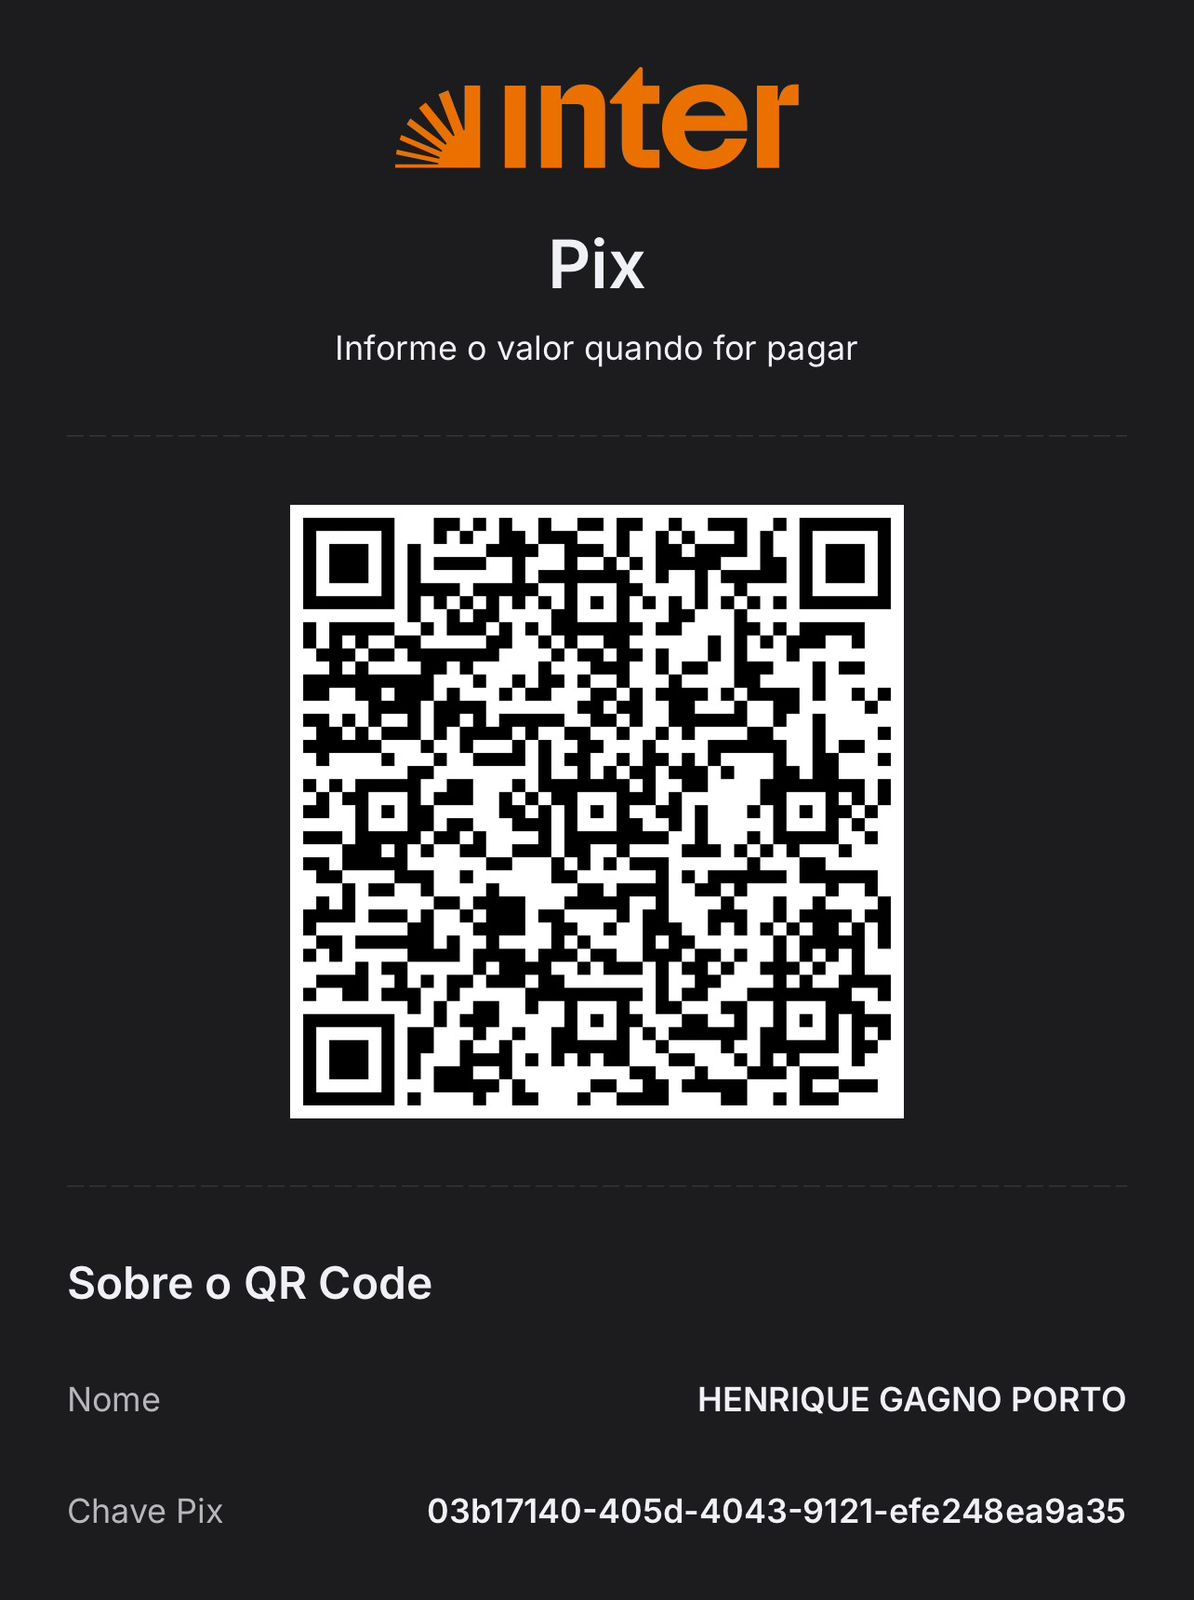 inter
Pix
Informe o valor quando for pagar
Sobre o QR Code
Nome HENRIQUE GAGNO PORTO
Chave Pix 03b17140-405d-4043-9121-efe248ea9a35